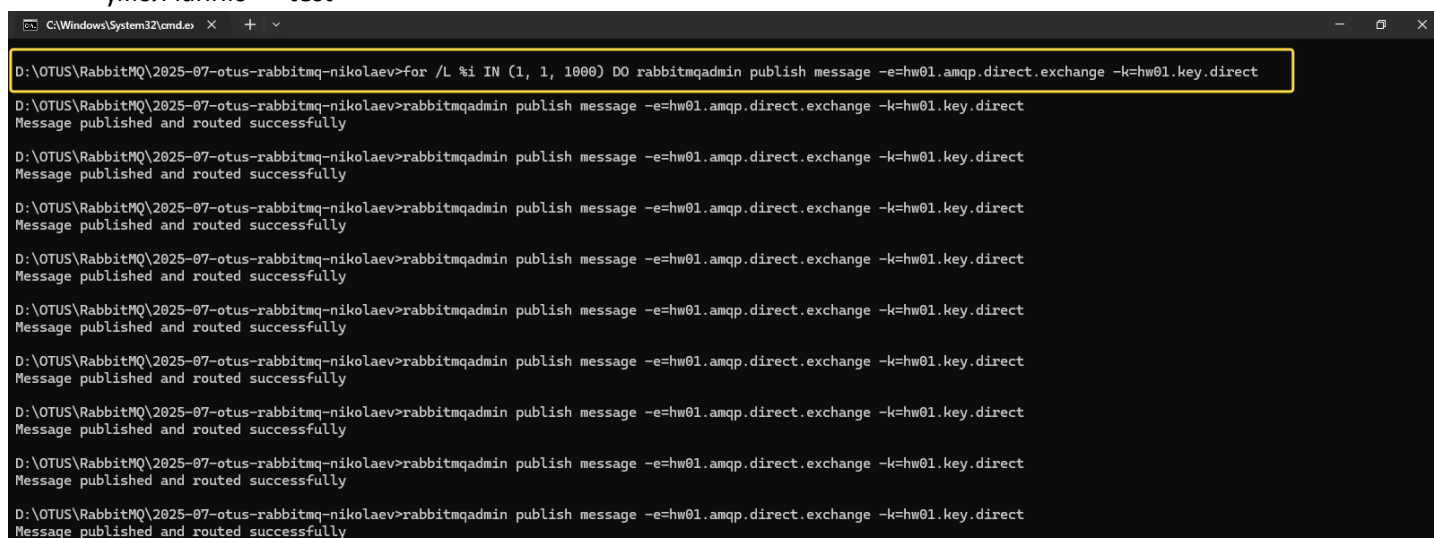 test
C:\Windows\System32\cmd.e
D:\OTUS\RabbitMQ\2025-07-otus-rabbitmq-nikolaev>for /L %i IN (1, 1, 1000) DO rabbitmqadmin publish message -e=hw01.amqp.direct.exchange -k=hw01.key.direct
D:\OTUS\RabbitMQ\2025-07-otus-rabbitmq-nikolaev>rabbitmqadmin publish message -e=hw01.amqp.direct.exchange -k=hw01.key.direct
Message published and routed successfully
D:\OTUS\RabbitMQ\2025-07-otus-rabbitmq-nikolaev>rabbitmqadmin publish message -e=hw01.amqp.direct.exchange -k=hw01.key.direct
Message published and routed successfully
D:\OTUS\RabbitMQ\2025-07-otus-rabbitmq-nikolaev>rabbitmqadmin publish message -e=hw01.amqp.direct.exchange -k=hw01.key.direct
Message published and routed successfully
D:\OTUS\RabbitMQ\2025-07-otus-rabbitmq-nikolaev>rabbitmqadmin publish message -e=hw01.amqp.direct.exchange -k=hw01.key.direct
Message published and routed successfully
D:\OTUS\RabbitMQ\2025-07-otus-rabbitmq-nikolaev>rabbitmqadmin publish message -e=hw01.amqp.direct.exchange -k=hw01.key.direct
Message published and routed successfully
D:\OTUS\RabbitMQ\2025-07-otus-rabbitmq-nikolaev>rabbitmqadmin publish message -e=hw01.amqp.direct.exchange -k=hw01.key.direct
Message published and routed successfully
D:\OTUS\RabbitMQ\2025-07-otus-rabbitmq-nikolaev>rabbitmqadmin publish message -e=hw01.amqp.direct.exchange -k=hw01.key.direct
Message published and routed successfully
D:\OTUS\RabbitMQ\2025-07-otus-rabbitmq-nikolaev>rabbitmqadmin publish message -e=hw01.amqp.direct.exchange -k=hw01.key.direct
Message published and routed successfully
D:\OTUS\RabbitMQ\2025-07-otus-rabbitmq-nikolaev>rabbitmqadmin publish message -e=hw01.amqp.direct.exchange -k=hw01.key.direct
Message published and routed successfully